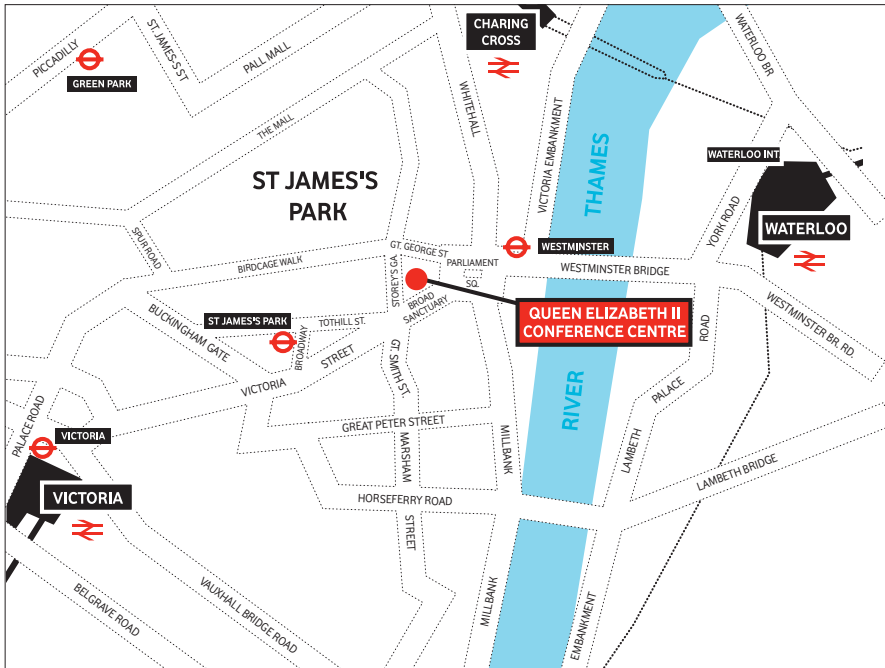 CHARING
CROSS
PICCADILLY
ST. JAMES-S ST
PALL MALL
WATERLOO BR
GREEN PARK
WHITEHALL
THE MALL
VICTORIA EMBANKMENT
THAMES
WATERLOO INT.
ST JAMES'S
PARK
YORK ROAD
WATERLOO
SPUR ROAD
GT. GEORGE ST
WESTMINSTER
BIRDCAGE WALK
STOREY'S GA.
PARLIAMENT
SQ.
WESTMINSTER BRIDGE
BROAD
SANCTUARY
QUEEN ELIZABETH II
CONFERENCE CENTRE
WESTMINSTER BR. RD.
BUCKINGHAM GATE
ST JAMES'S PARK
TOTHILL ST.
BROADWAY
VICTORIA
STREET
GT. SMITH ST.
ROAD
PALACE
LAMBETH
RIVER
PALACE ROAD
VICTORIA
GREAT PETER STREET
MARSHAM
MILLBANK
LAMBETH BRIDGE
VICTORIA
HORSEFERRY ROAD
STREET
BELGRAVE ROAD
VAUXHALL BRIDGE ROAD
MILLBANK
EMBANKMENT